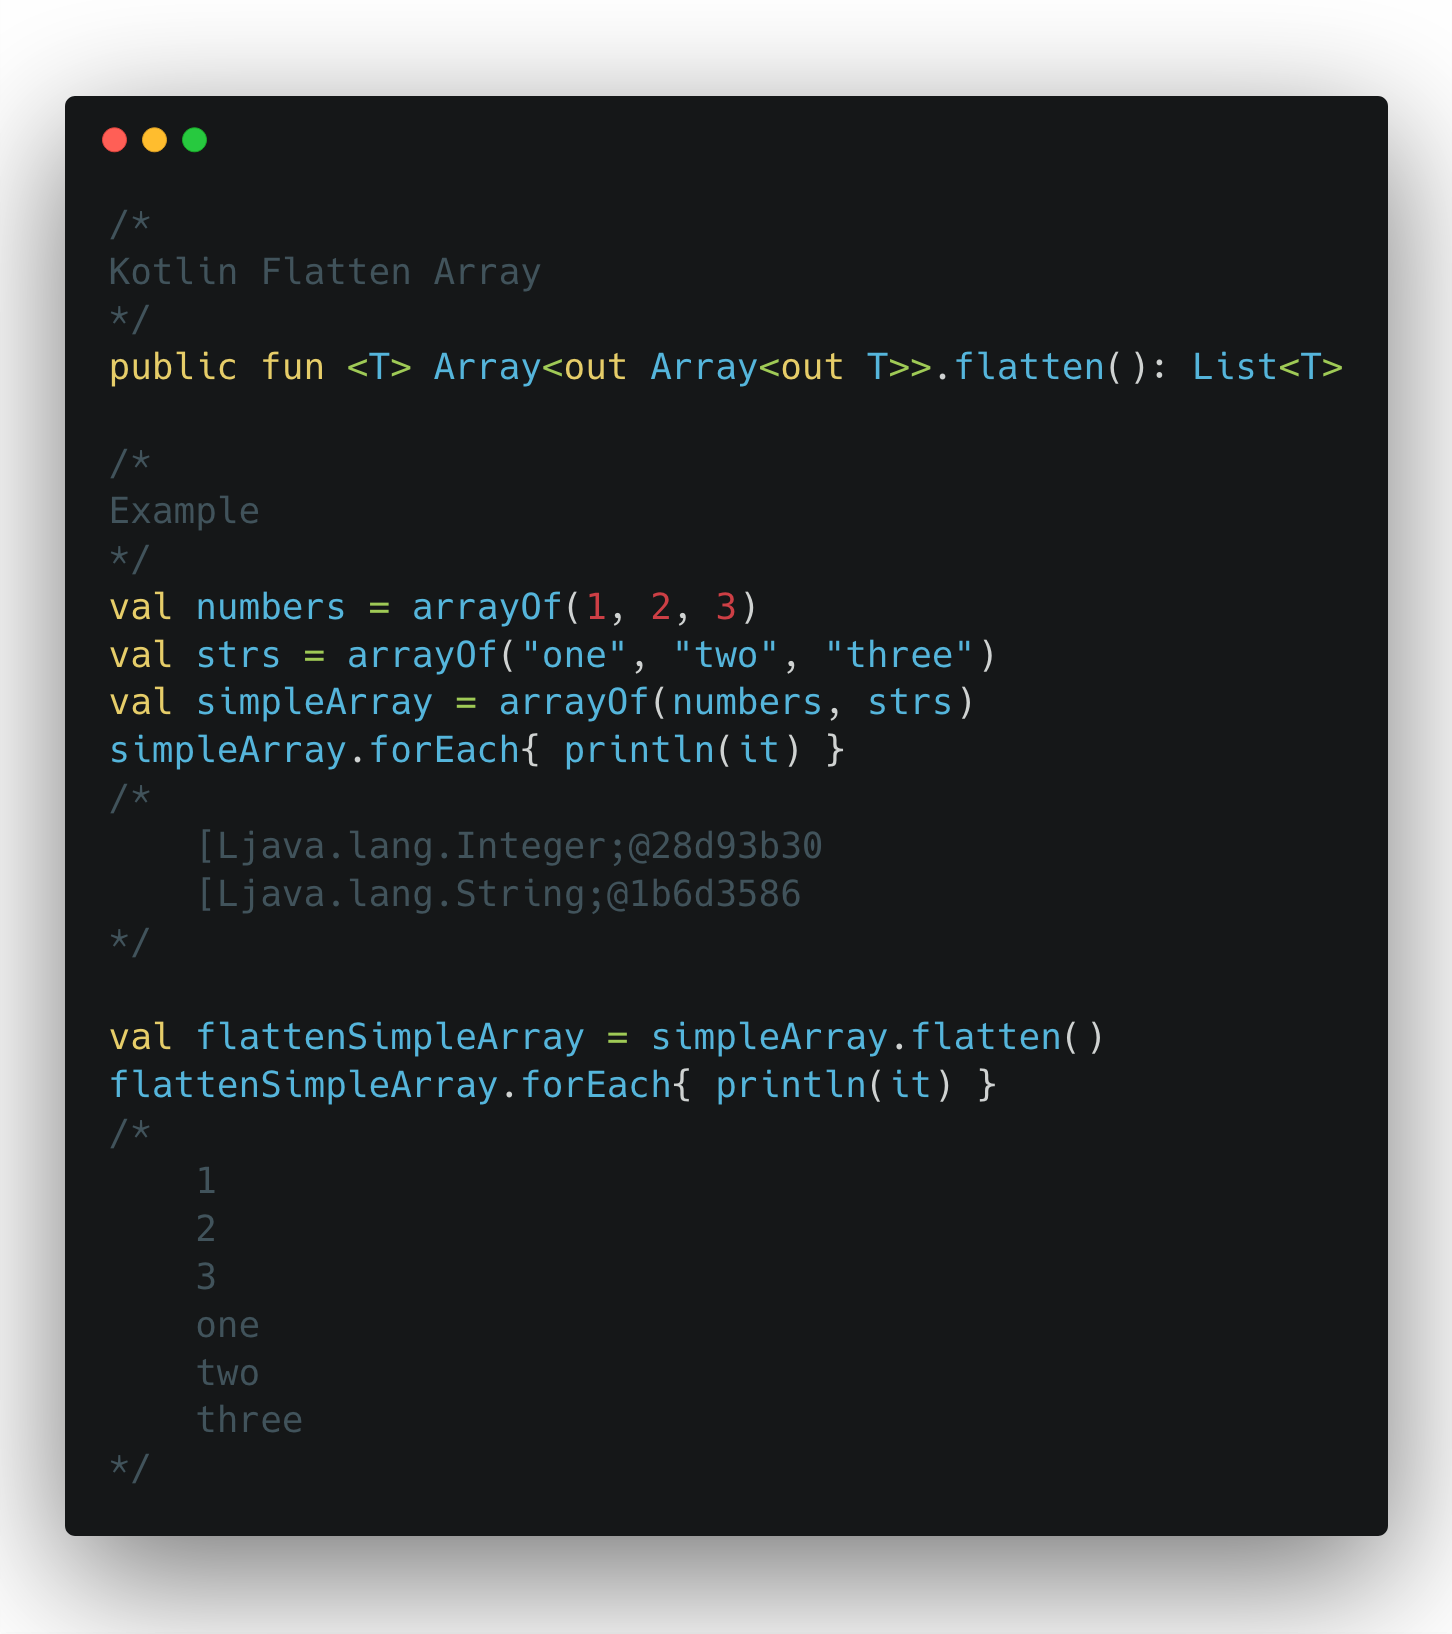 /*
Kotlin Flatten Array
*/
public fun <T> Array<out Array<out T>>.flatten(): List<T>

/*
Example
*/
val numbers = arrayOf(1, 2, 3)
val strs = arrayOf("one", "two", "three")
val simpleArray = arrayOf(numbers, strs)
simpleArray.forEach{ println(it) }
/*
    [Ljava.lang.Integer;@28d93b30
    [Ljava.lang.String;@1b6d3586
*/

val flattenSimpleArray = simpleArray.flatten()
flattenSimpleArray.forEach{ println(it) }
/*
    1
    2
    3
    one
    two
    three
*/